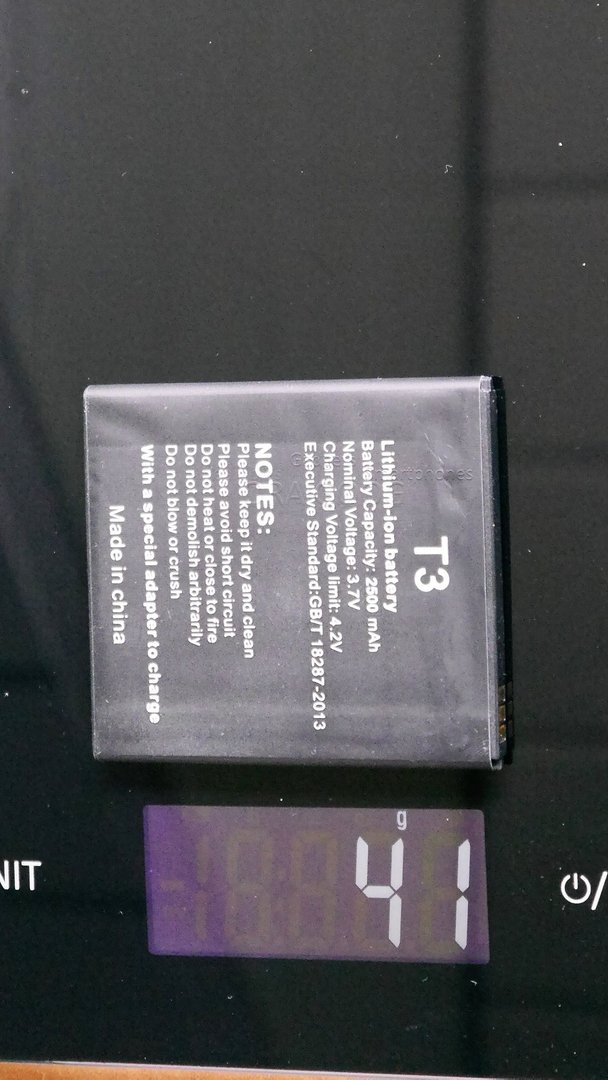 T3
Lithium-ion battery
Battery Capacity: 2500 mAh
Nominal Voltage: 3.7V
Charging Voltage limit: 4.2V
Executive Standard:GB/T 18287-2013
NOTES:
Please keep it dry and clean
Please avoid short circuit
Do not heat or close to fire
Do not demolish arbitrarily
Do not blow or crush
With a special adapter to charge
Made in china
g
41
NIT